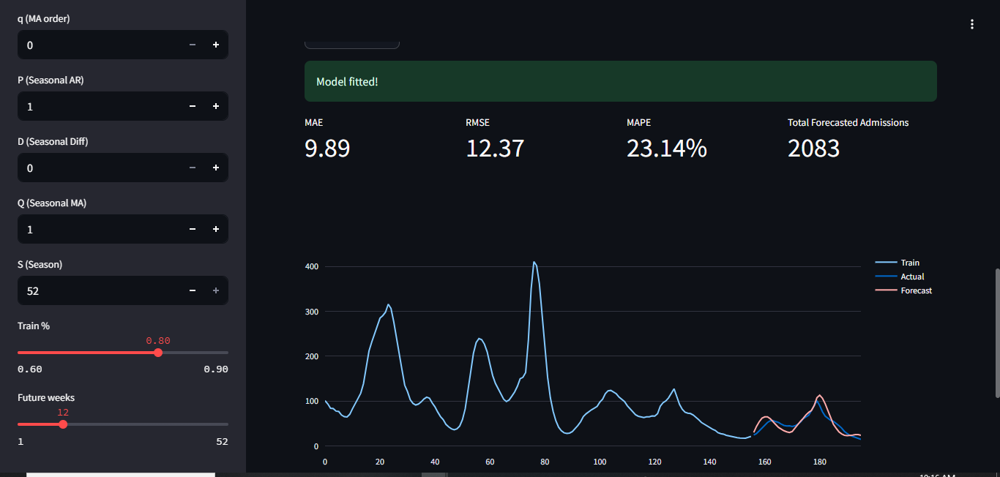 q (MA order)
0
P (Seasonal AR)
1
D (Seasonal Diff)
0
Q (Seasonal MA)
1
S (Season)
52
Train %
0.80
0.60 0.90
Future weeks
12
1 52
Model fitted!
MAE RMSE MAPE Total Forecasted Admissions
9.89 12.37 23.14% 2083
400
300
200
100
0
0 20 40 60 80 100 120 140 160 180
Train
Actual
Forecast